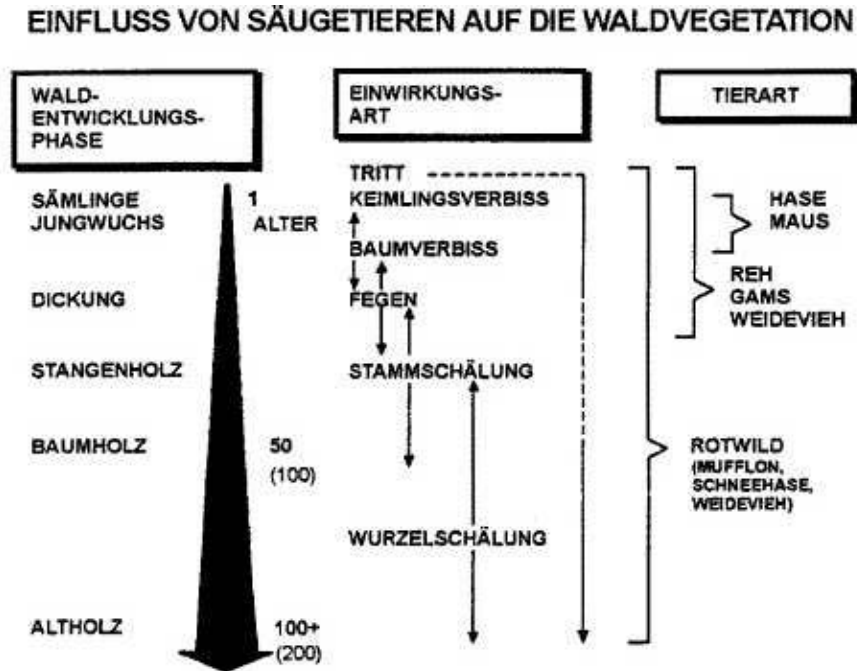 EINFLUSS VON SÄUGETIEREN AUF DIE WALDVEGETATION
WALD-
ENTWICKLUNGS-
PHASE
EINWIRKUNGS-
ART
TIERART
SÄMLINGE
JUNGWUCHS
DICKUNG
STANGENHOLZ
BAUMHOLZ
ALTHOLZ
1
ALTER
50
(100)
100+
(200)
TRITT
KEIMLINGSVERBISS
BAUMVERBISS
FEGEN
STAMMSCHÄLUNG
WURZELSCHÄLUNG
HASE
MAUS
REH
GAMS
WEIDEVIEH
ROTWILD
(MUFFLON,
SCHNEEHASE,
WEIDEVIEH)